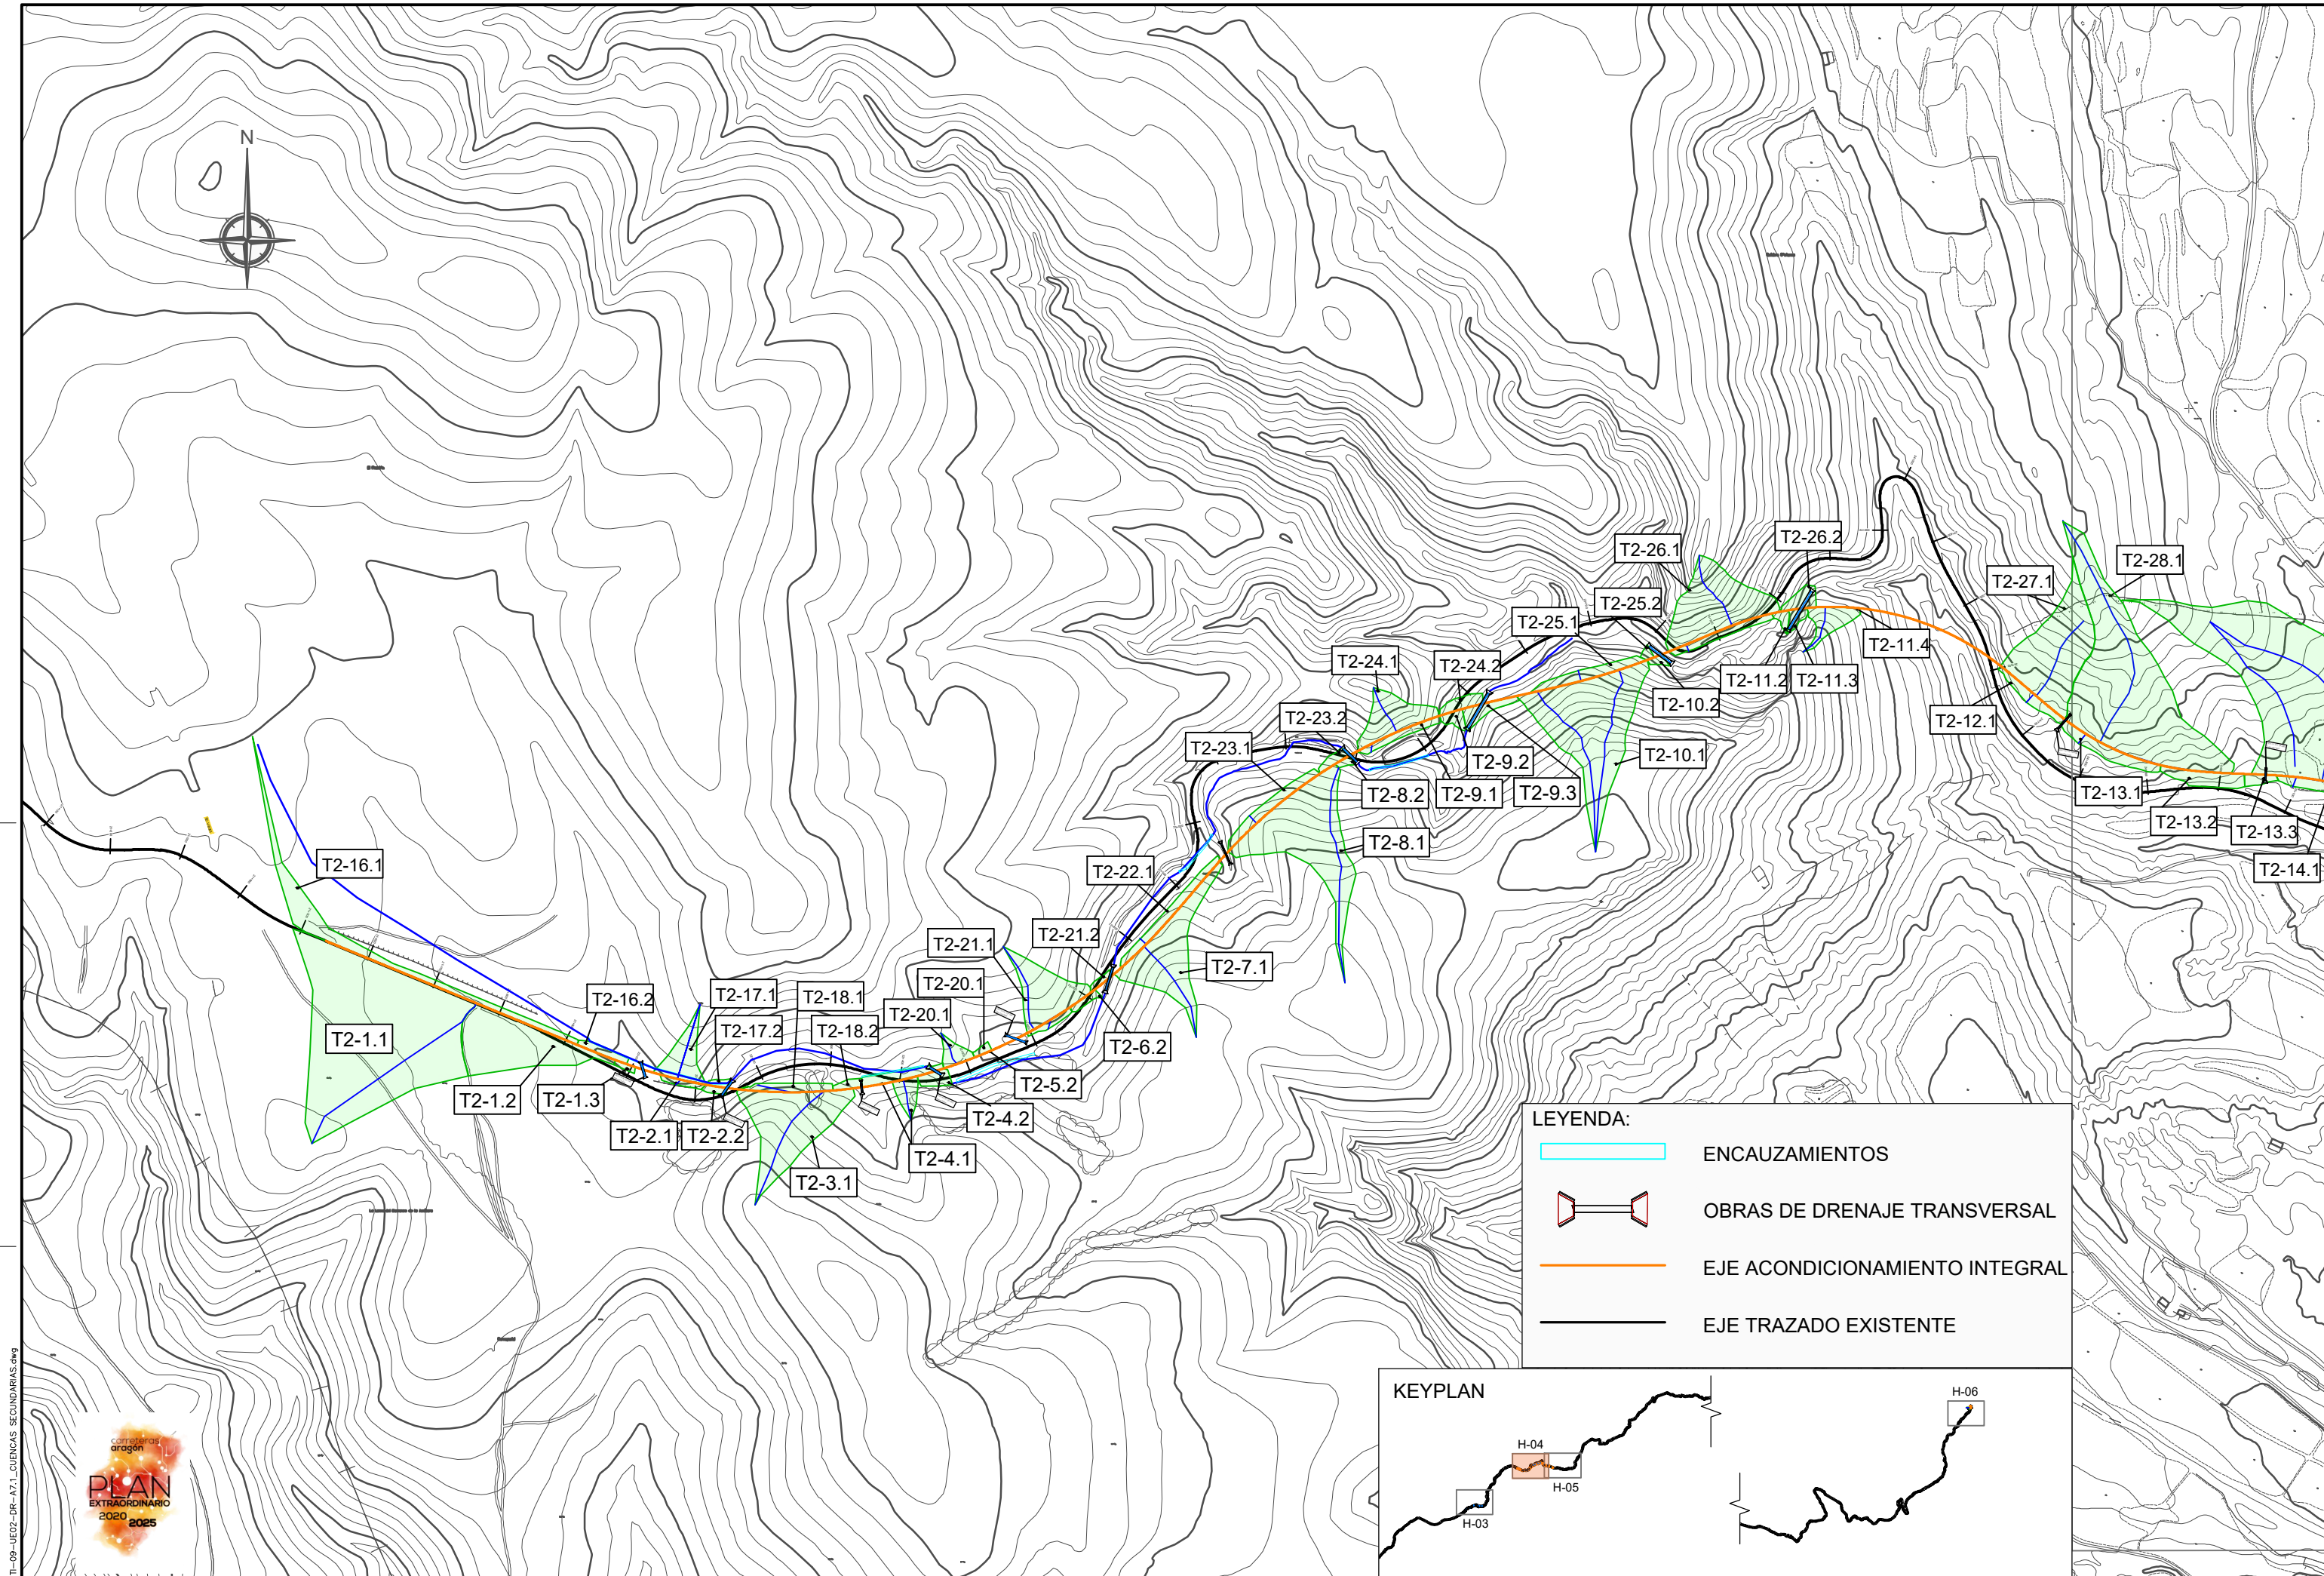 N
T2-26.2
T2-26.1
T2-28.1
T2-27.1
T2-25.2
T2-25.1
T2-11.4
T2-24.1
T2-24.2
T2-11.2
T2-11.3
T2-10.2
T2-23.2
T2-12.1
T2-23.1
T2-9.2
T2-10.1
T2-8.2
T2-9.1
T2-9.3
T2-13.1
T2-13.2
T2-13.3
T2-8.1
T2-16.1
T2-22.1
T2-14.1
T2-21.2
T2-21.1
T2-7.1
T2-20.1
T2-17.1
T2-18.1
T2-16.2
T2-20.1
T2-17.2
T2-18.2
T2-1.1
T2-6.2
T2-5.2
T2-1.2
T2-1.3
T2-4.2
T2-2.1
T2-2.2
T2-4.1
T2-3.1
LEYENDA:
ENCAUZAMIENTOS
OBRAS DE DRENAJE TRANSVERSAL
EJE ACONDICIONAMIENTO INTEGRAL
EJE TRAZADO EXISTENTE
KEYPLAN
H-06
H-04
H-05
H-03
carreteras
aragón
PLAN
EXTRAORDINARIO
2020 2025
TI-09-UE02-DR-A7.1_CUENCAS SECUNDARIAS.dwg